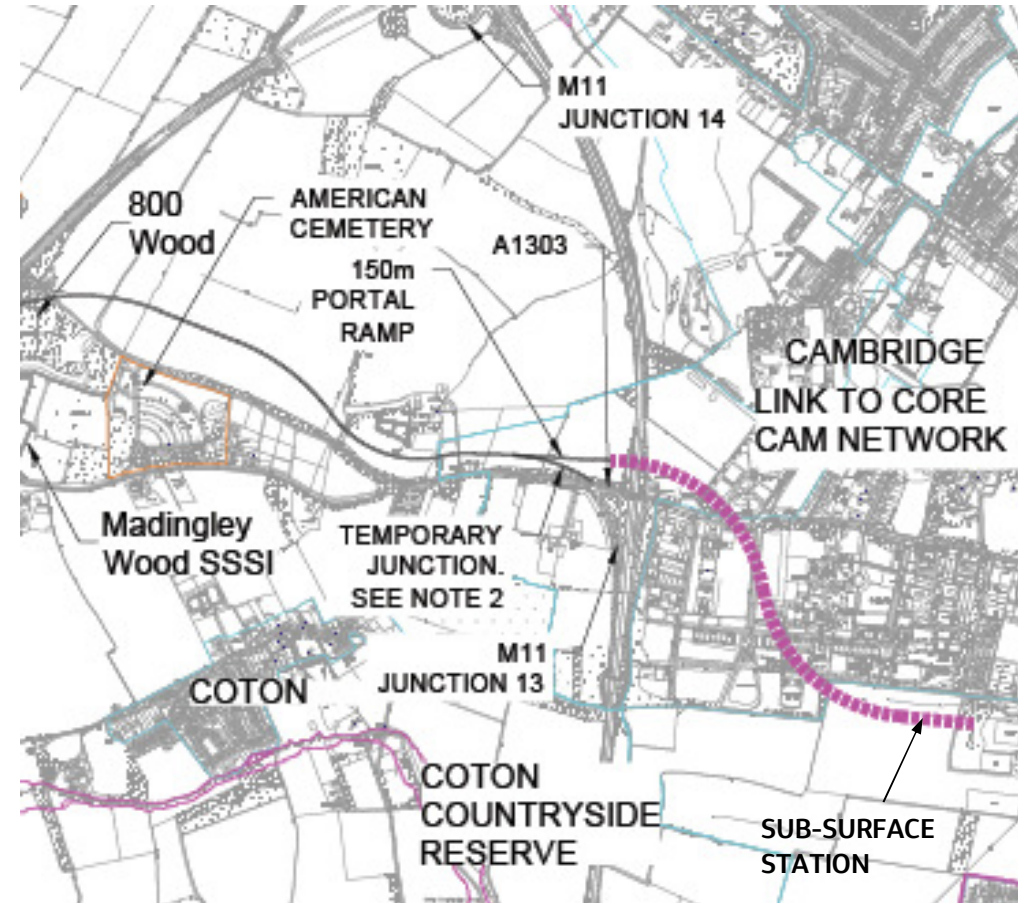 M11
JUNCTION 14
800
Wood
AMERICAN
CEMETERY
A1303
150m
PORTAL
RAMP
CAMBRIDGE
LINK TO CORE
CAM NETWORK
Madingley
Wood SSSI
TEMPORARY
JUNCTION.
SEE NOTE 2
M11
JUNCTION 13
COTON
COTON
COUNTRYSIDE
RESERVE
SUB-SURFACE
STATION